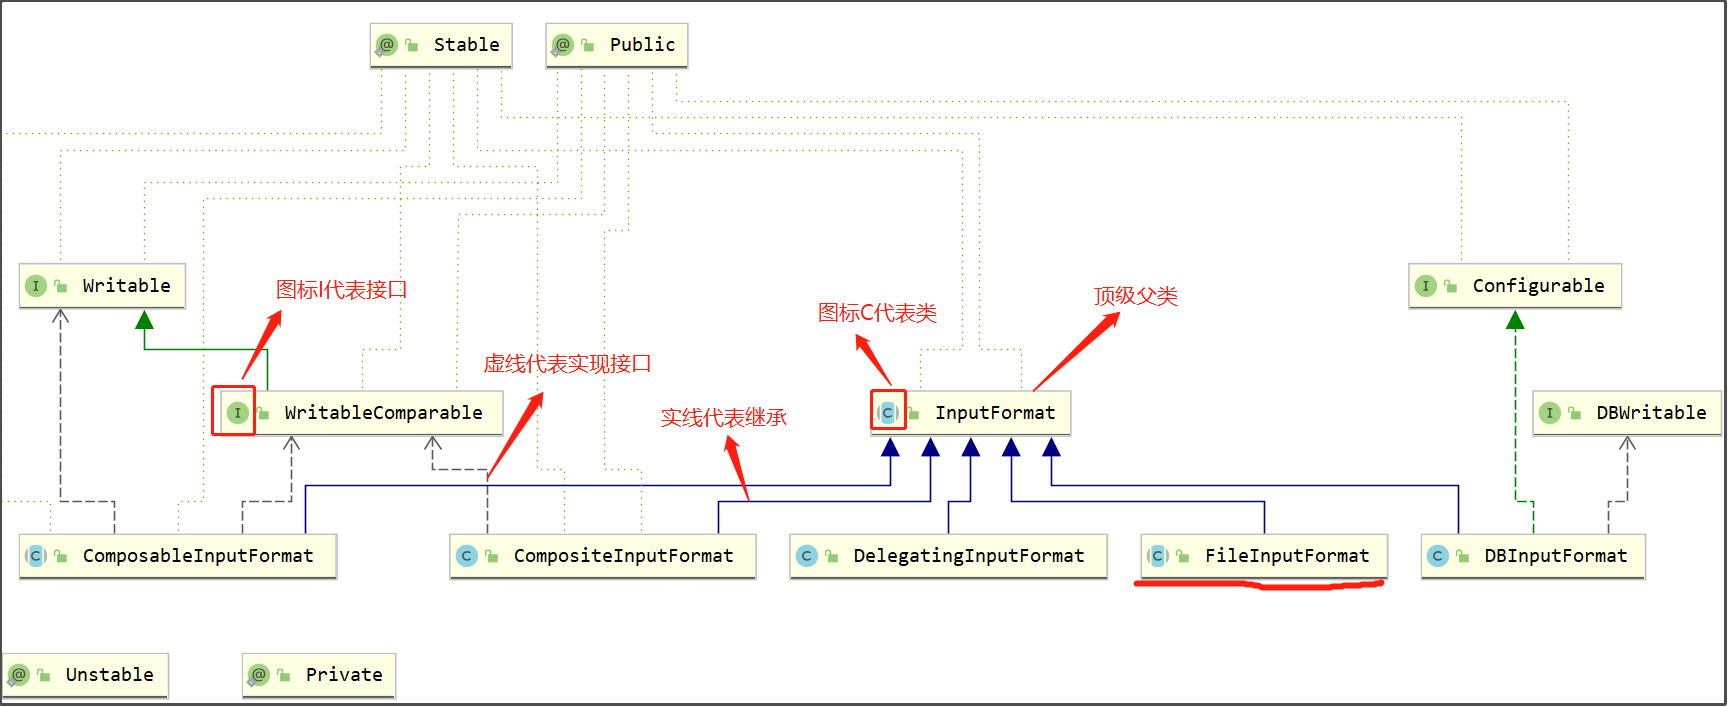 Stable
Public
Writable
图标I代表接口
图标C代表类
顶级父类
Configurable
虚线代表实现接口
WritableComparable
实线代表继承
InputFormat
DBWritable
ComposableInputFormat
CompositeInputFormat
DelegatingInputFormat
FileInputFormat
DBInputFormat
Unstable
Private